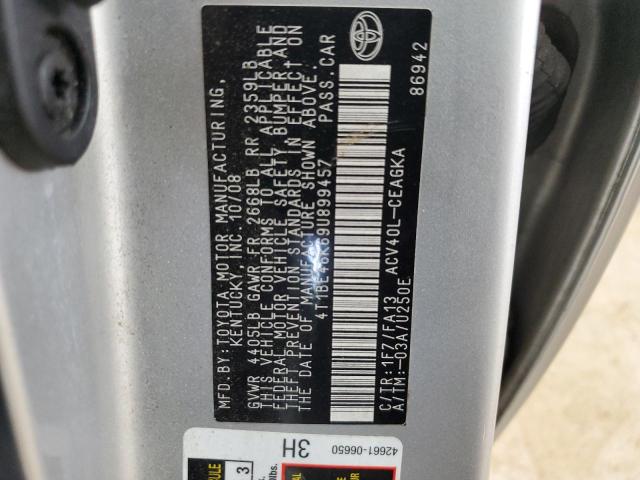 MFD. BY: TOYOTA MOTOR MANUFACTURING,
KENTUCKY, INC. 10/08
GVWR 4485LB GAWR FR 2668LB RR 2359LB
THIS VEHICLE CONFORMS TO ALL APPLICABLE
FEDERAL MOTOR VEHICLE SAFETY, BUMPER, AND
THEFT PREVENTION STANDARDS IN EFFECT ON
THE DATE OF MANUFACTURE SHOWN ABOVE.
4T1BE46K69U899457 PASS.CAR
C/TR:1F7/FA13 ACV40L-CEAGKA
A/TM:-03A/U250E 86942
42661-06650
3H
3